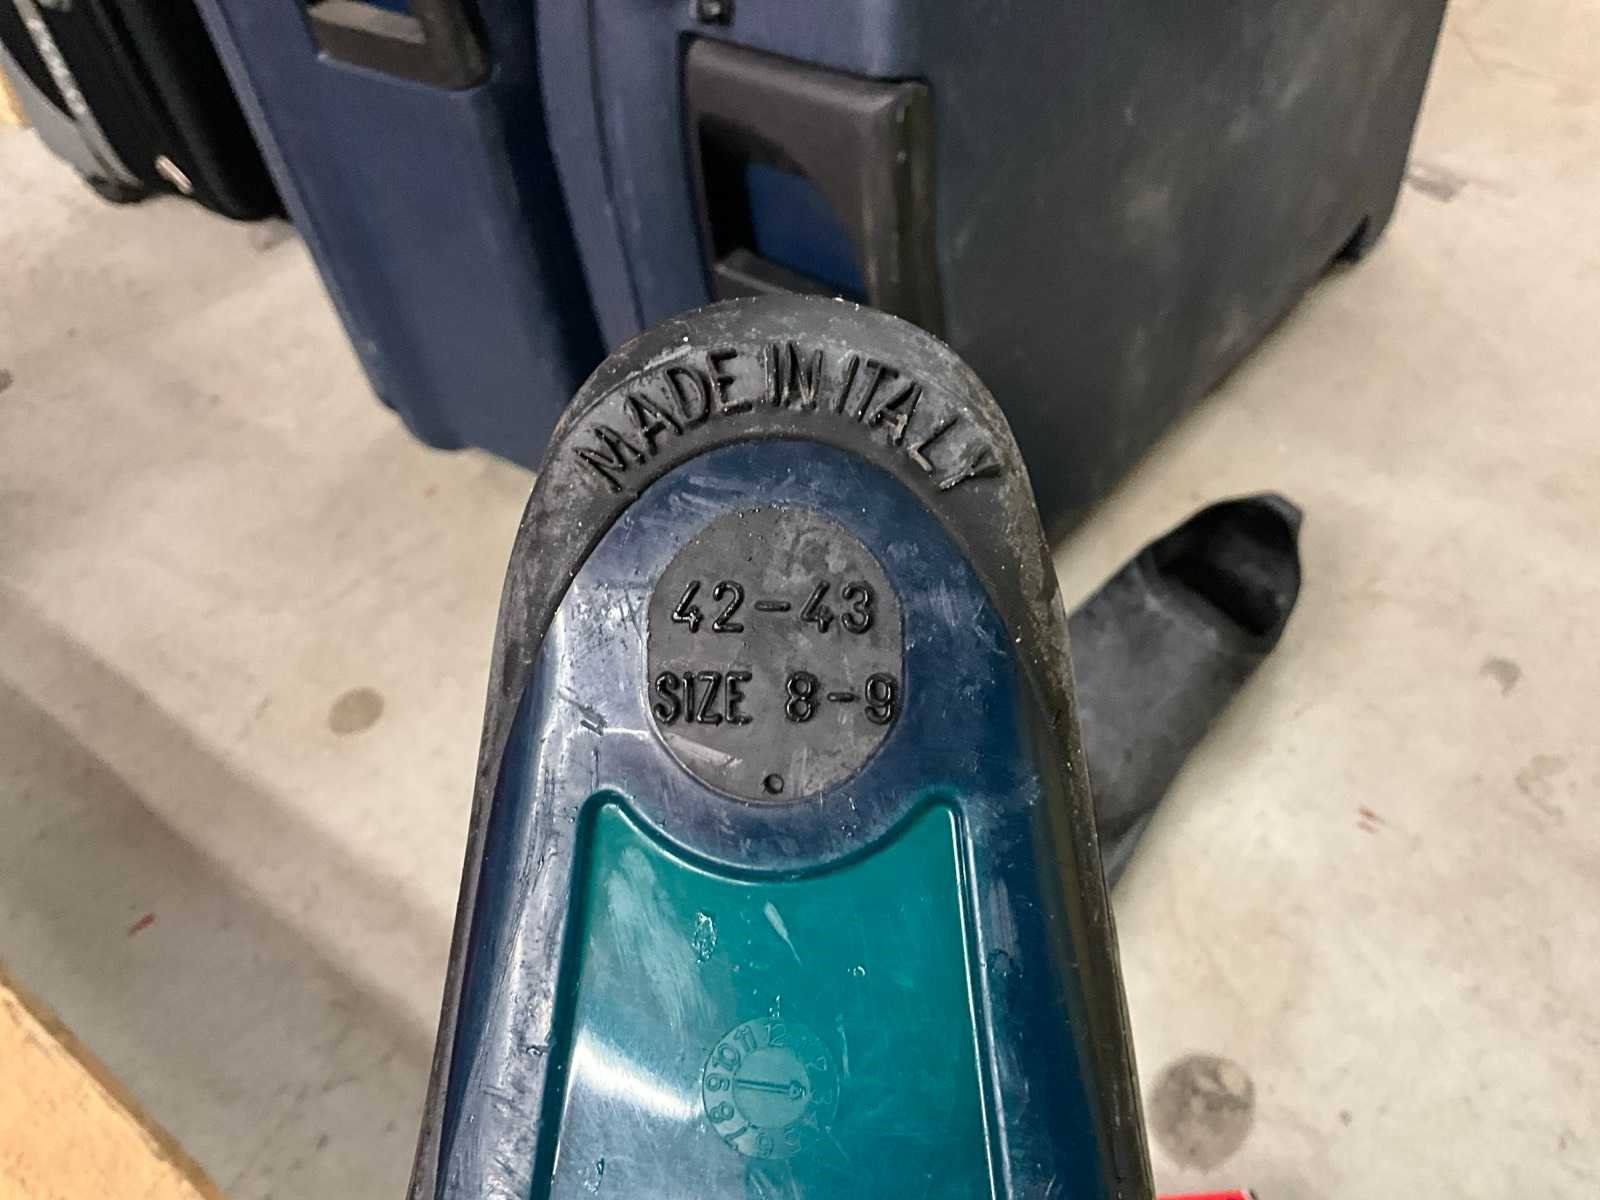 MADE IN ITALY
42-43
SIZE 8-9